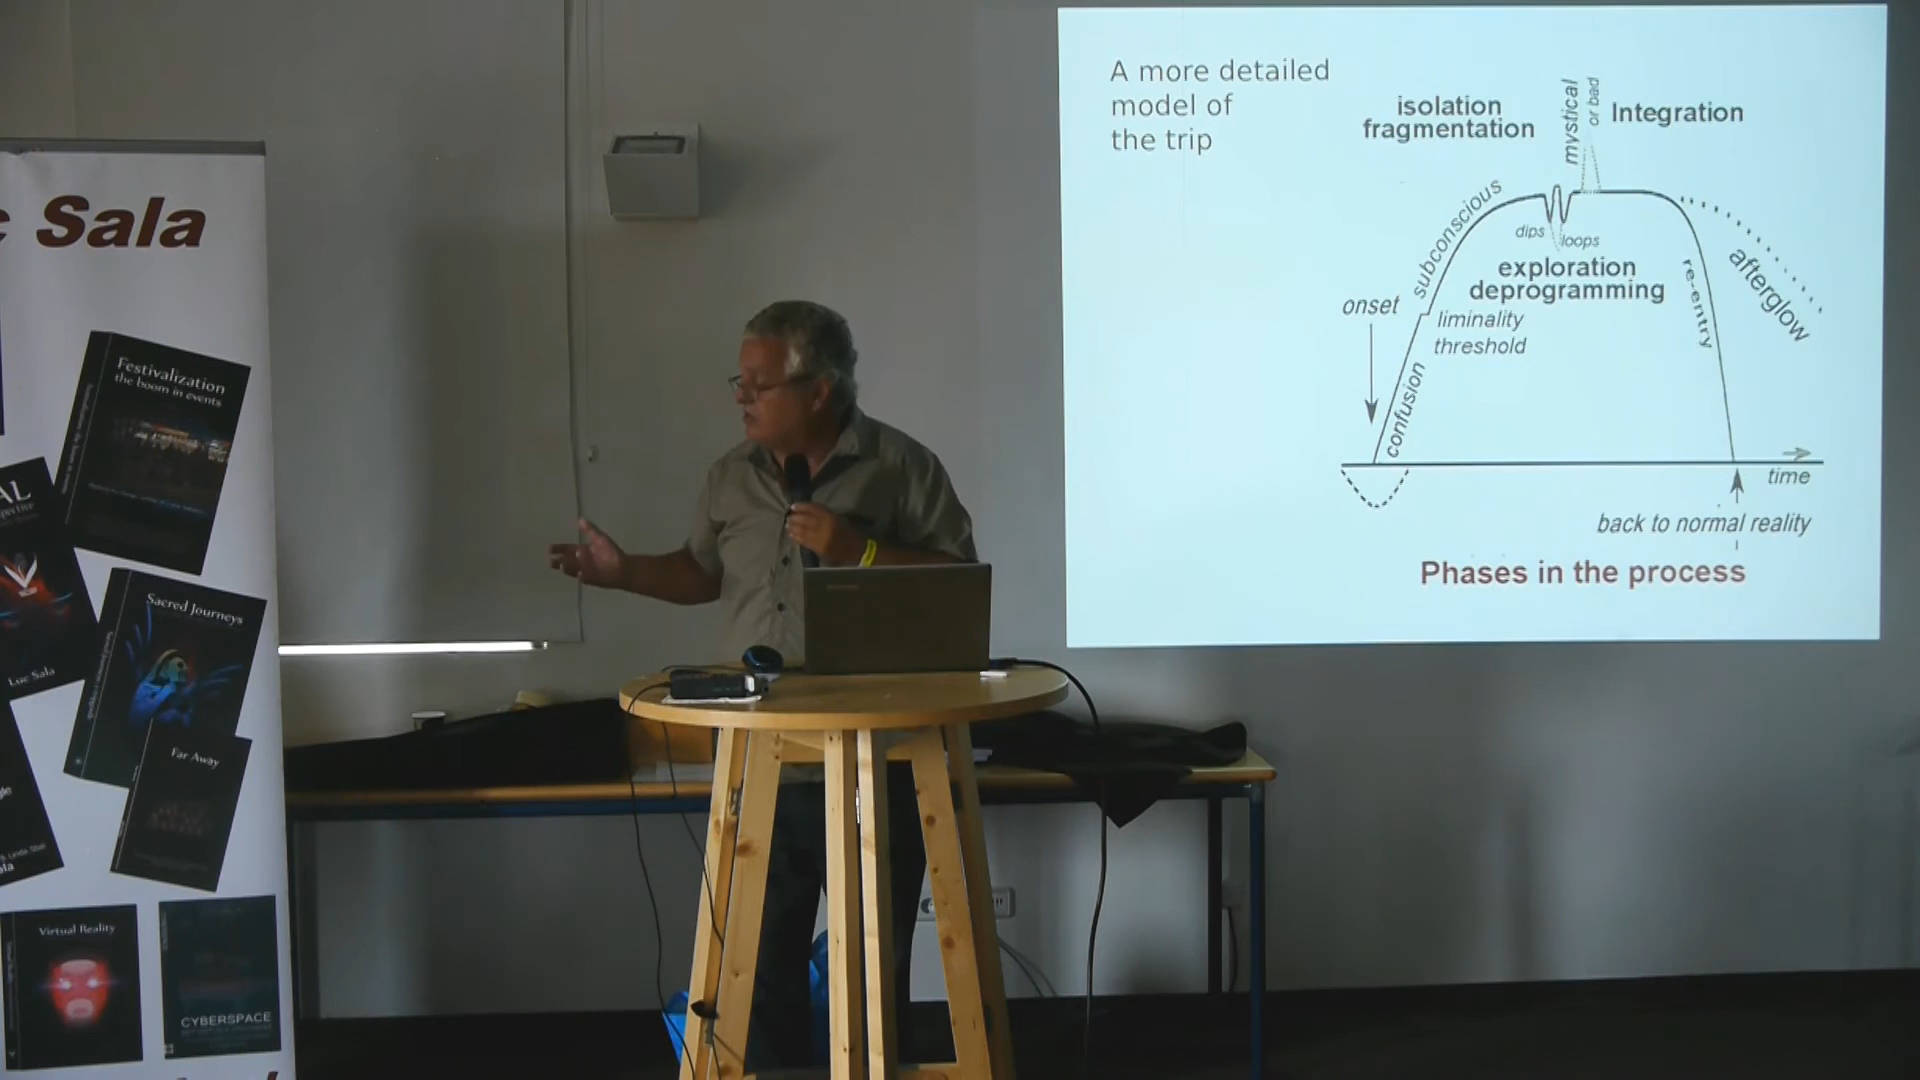 c Sala
Festivalization
the boom in events
AL
Luc Sala
Sacred Journeys
Far Away
Virtual Reality
CYBERSPACE
A more detailed
model of
the trip
isolation
fragmentation
mystical
or bad
Integration
subconscious
dips
loops
exploration
deprogramming
onset
liminality
threshold
confusion
re-entry
afterglow
time
back to normal reality
Phases in the process